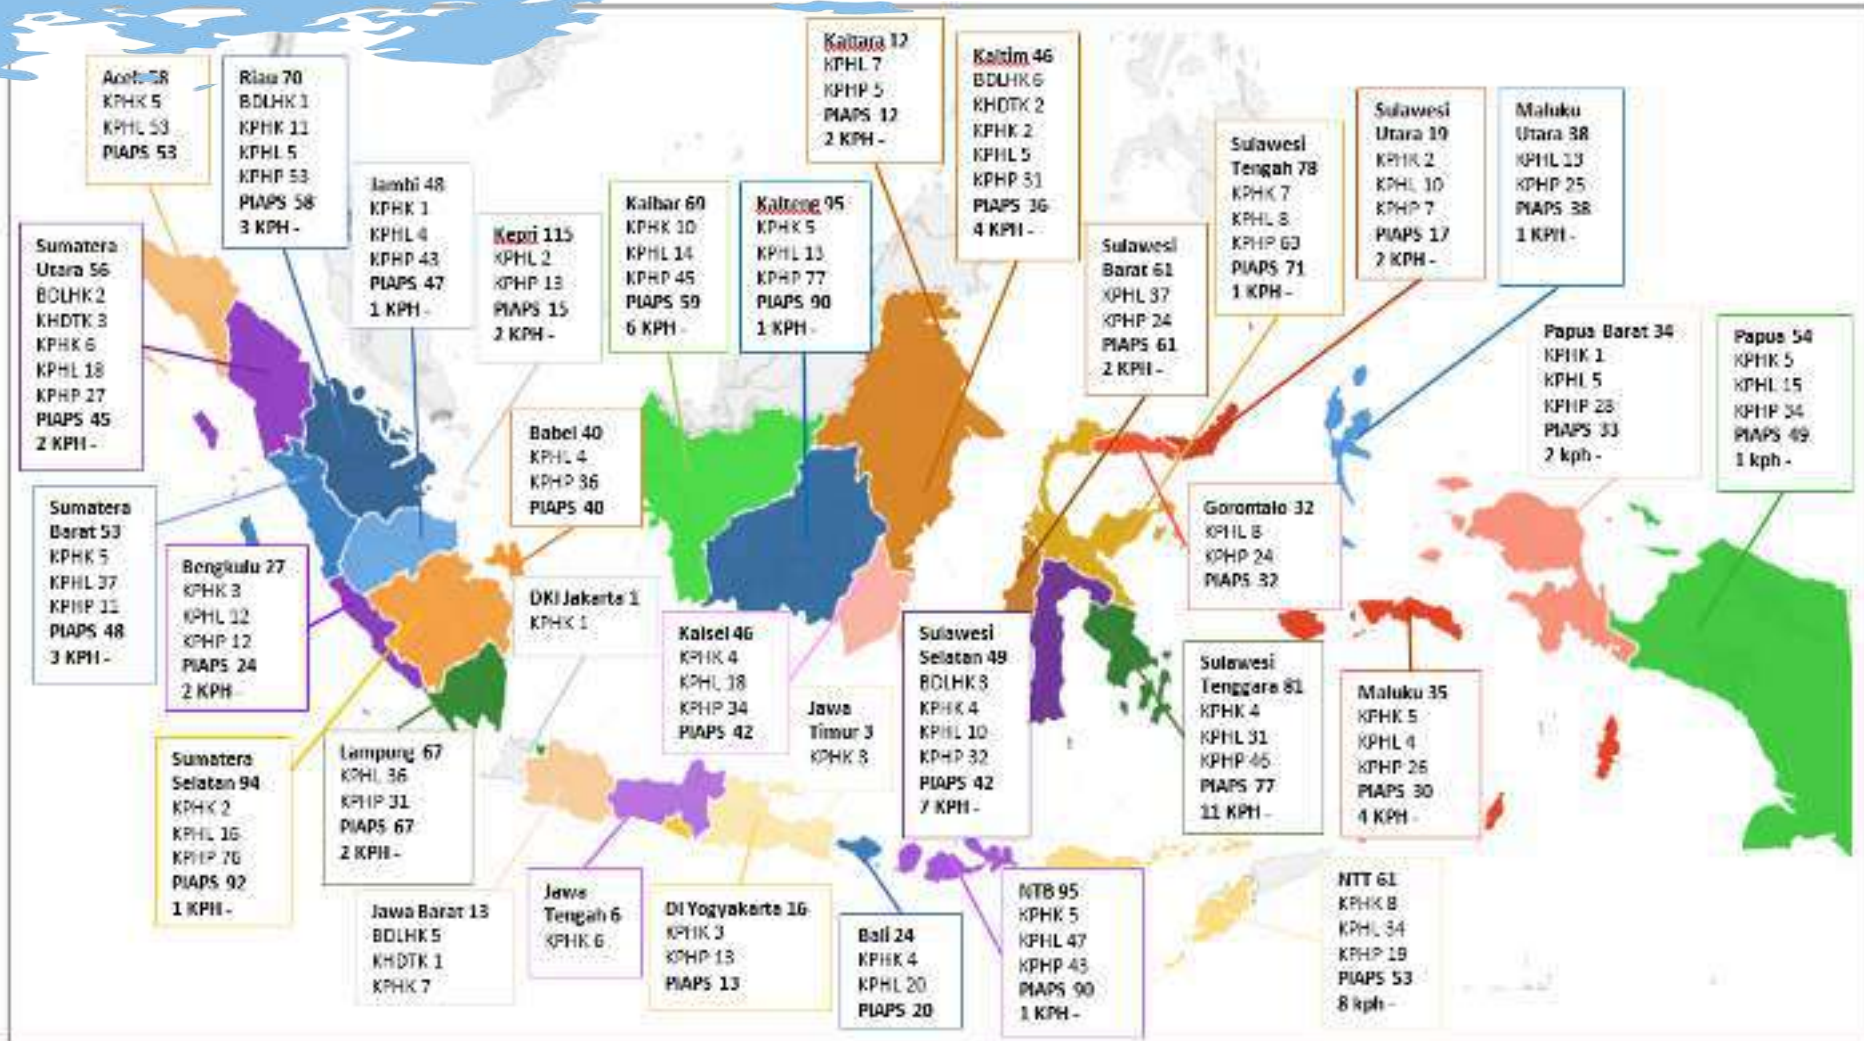 Aceh 58
KPHK 5
KPHL 53
PIAPS 53
Riau 70
BDLHK 1
KPHK 11
KPHL 5
KPHP 53
PIAPS 58
3 KPH -
Jambi 48
KPHK 1
KPHL 4
KPHP 43
PIAPS 47
1 KPH -
Kepri 115
KPHL 2
KPHP 13
PIAPS 15
2 KPH -
Kalbar 69
KPHK 10
KPHL 14
KPHP 45
PIAPS 59
6 KPH -
Kalteng 95
KPHK 5
KPHL 13
KPHP 77
PIAPS 90
1 KPH -
Kaltara 12
KPHL 7
KPHP 5
PIAPS 12
2 KPH -
Kaltim 46
BDLHK 6
KHDTK 2
KPHK 2
KPHL 5
KPHP 31
PIAPS 36
4 KPH -
Sulawesi
Barat 61
KPHL 37
KPHP 24
PIAPS 61
2 KPH -
Sulawesi
Tengah 78
KPHK 7
KPHL 8
KPHP 63
PIAPS 71
1 KPH -
Sulawesi
Utara 19
KPHK 2
KPHL 10
KPHP 7
PIAPS 17
2 KPH -
Maluku
Utara 38
KPHL 13
KPHP 25
PIAPS 38
1 KPH -
Papua Barat 34
KPHK 1
KPHL 5
KPHP 28
PIAPS 33
2 kph -
Papua 54
KPHK 5
KPHL 15
KPHP 34
PIAPS 49
1 kph -
Sumatera
Utara 56
BDLHK 2
KHDTK 3
KPHK 6
KPHL 18
KPHP 27
PIAPS 45
2 KPH -
Sumatera
Barat 53
KPHK 5
KPHL 37
KPHP 11
PIAPS 48
3 KPH -
Bengkulu 27
KPHK 3
KPHL 12
KPHP 12
PIAPS 24
2 KPH -
Babel 40
KPHL 4
KPHP 36
PIAPS 40
DKI Jakarta 1
KPHK 1
Kalsel 46
KPHK 4
KPHL 18
KPHP 34
PIAPS 42
Jawa
Timur 3
KPHK 3
Sulawesi
Selatan 49
BDLHK 3
KPHK 4
KPHL 10
KPHP 32
PIAPS 42
7 KPH -
Gorontalo 32
KPHL 8
KPHP 24
PIAPS 32
Sulawesi
Tenggara 81
KPHK 4
KPHL 31
KPHP 46
PIAPS 77
11 KPH -
Maluku 35
KPHK 5
KPHL 4
KPHP 26
PIAPS 30
4 KPH -
Sumatera
Selatan 94
KPHK 2
KPHL 16
KPHP 76
PIAPS 92
1 KPH -
Lampung 67
KPHL 36
KPHP 31
PIAPS 67
2 KPH -
Jawa Barat 13
BDLHK 5
KHDTK 1
KPHK 7
Jawa
Tengah 6
KPHK 6
DI Yogyakarta 16
KPHK 3
KPHP 13
PIAPS 13
Bali 24
KPHK 4
KPHL 20
PIAPS 20
NTB 95
KPHK 5
KPHL 47
KPHP 43
PIAPS 90
1 KPH -
NTT 61
KPHK 8
KPHL 34
KPHP 19
PIAPS 53
8 kph -